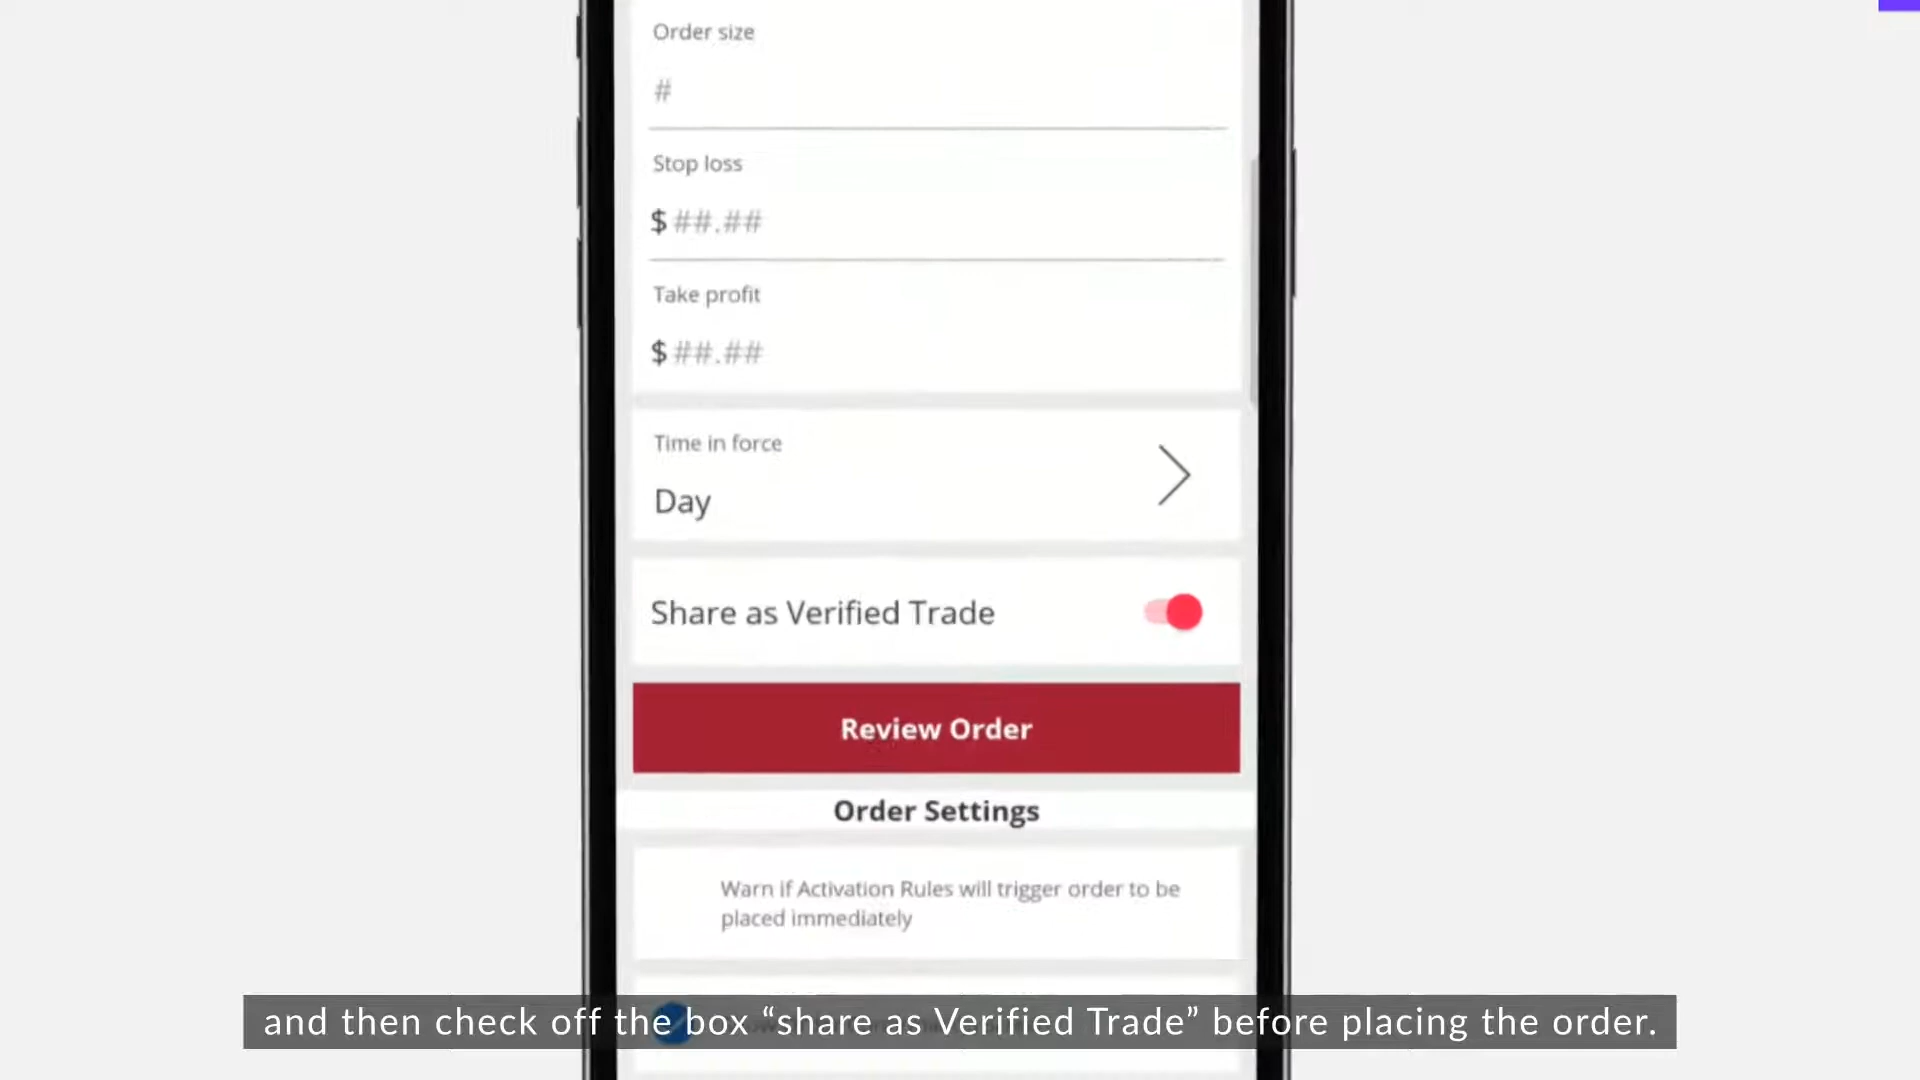 Order size
#
Stop loss
$ ##.##
Take profit
$ ##.##
Time in force
Day
Share as Verified Trade
Review Order
Order Settings
Warn if Activation Rules will trigger order to be
placed immediately
and then check off the box “share as Verified Trade” before placing the order.